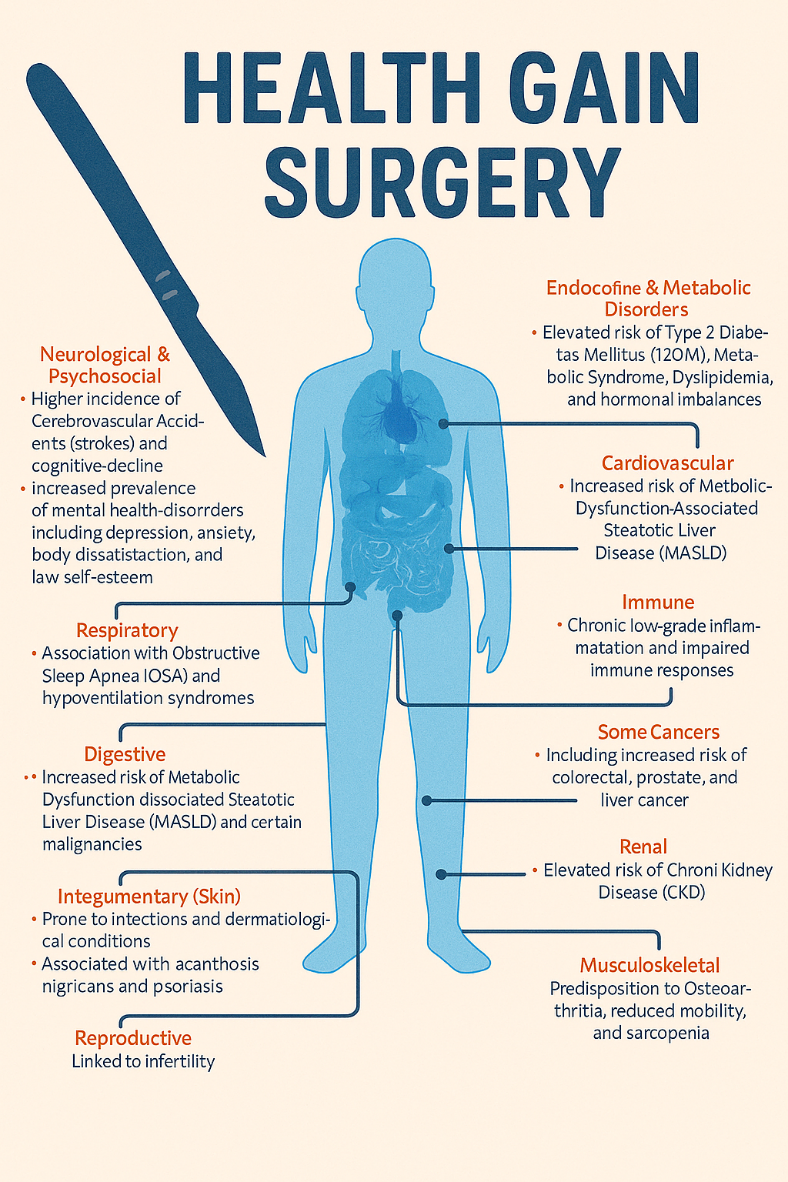 HEALTH GAIN
SURGERY
Neurological &
Psychosocial
• Higher incidence of
Cerebrovascular Accid-
ents (strokes) and
cognitive-decline
• increased prevalence
of mental health-disorrders
including depression, ansiety,
body dissatistaction, and
law self-esteem
Respiratory
• Association with Obstructive
Sleep Apnea IOSA) and
hypoventilation syndromes
Digestive
•• Increased risk of Metabolic
Dysfunction dissociated Steatotic
Liver Disease (MASLD) and certain
malignancies
Integumentary (Skin)
• Prone to intections and dermatiologi-
cal conditions
• Associated with acanthosis
nigricans and psoriasis
Reproductive
Linked to infertility
Endocofine & Metabolic
Disorders
• Elevated risk of Type 2 Diabe-
tas Mellitus (12OM), Meta-
bolic Syndrome, Dyslipidemia,
and hormonal imbalances
Cardiovascular
• Increased risk of Metbolic-
Dysfunction-Associated
Steatotic Liver
Disease (MASLD)
Immune
• Chronic low-grade inflam-
matation and impaired
immune responses
Some Cancers
• Including increased risk of
colorectal, prostate, and
liver cancer
Renal
• Elevated risk of Chroni Kidney
Disease (CKD)
Musculoskeletal
Predisposition to Osteoar-
thritia, reduced mobility,
and sarcopenia